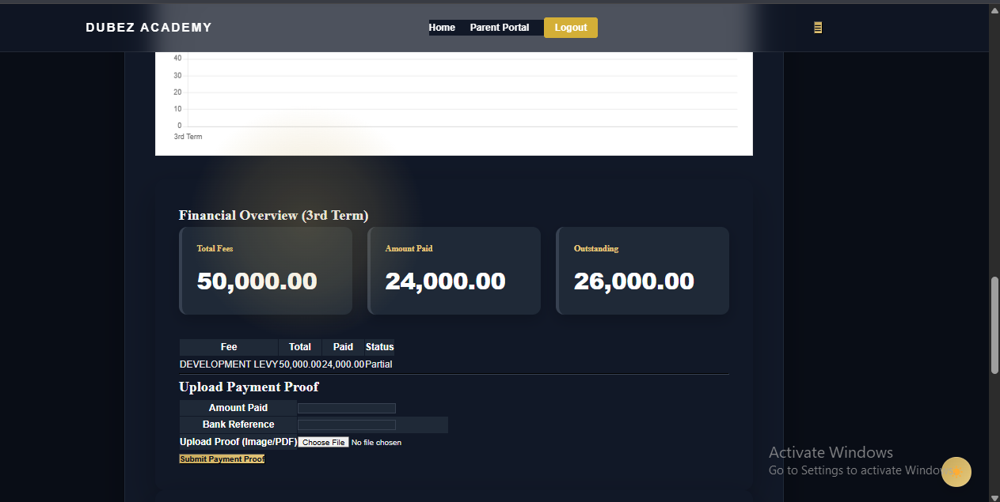 DUBEZ ACADEMY
Home Parent Portal Logout
40
30
20
10
0
3rd Term
Financial Overview (3rd Term)
Total Fees Amount Paid Outstanding
50,000.00 24,000.00 26,000.00
Fee Total Paid Status
DEVELOPMENT LEVY 50,000.00 24,000.00 Partial
Upload Payment Proof
Amount Paid
Bank Reference
Upload Proof (Image/PDF) Choose File No file chosen
Submit Payment Proof
Activate Windows
Go to Settings to activate Windows.